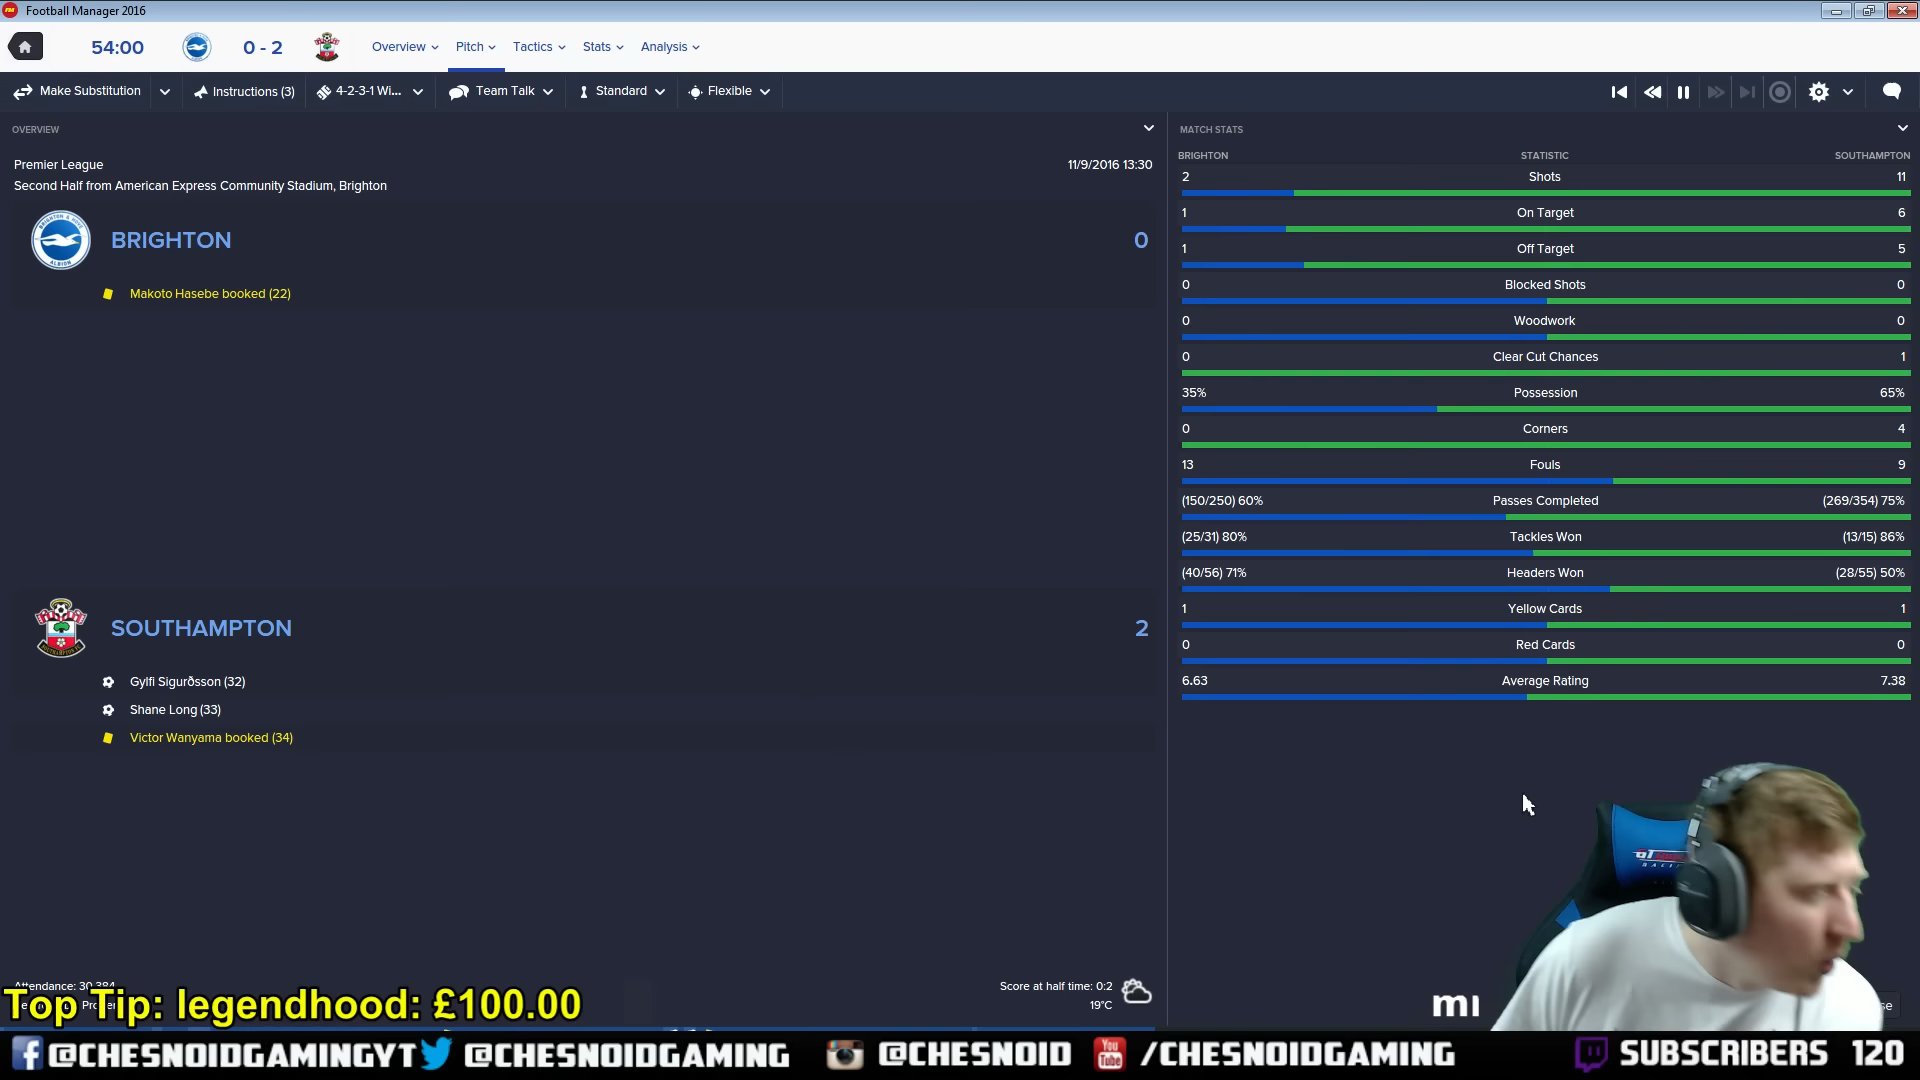 Football Manager 2016
54:00
0 - 2
Overview Pitch Tactics Stats Analysis
Make Substitution Instructions (3) 4-2-3-1 Wi... Team Talk Standard Flexible
OVERVIEW
Premier League 11/9/2016 13:30
Second Half from American Express Community Stadium, Brighton
BRIGHTON 0
Makoto Hasebe booked (22)
SOUTHAMPTON 2
Gylfi Sigurðsson (32)
Shane Long (33)
Victor Wanyama booked (34)
Attendance: 30,384
Score at half time: 0:2
19°C
MATCH STATS
BRIGHTON STATISTIC SOUTHAMPTON
2 Shots 11
1 On Target 6
1 Off Target 5
0 Blocked Shots 0
0 Woodwork 0
0 Clear Cut Chances 1
35% Possession 65%
0 Corners 4
13 Fouls 9
(150/250) 60% Passes Completed (269/354) 75%
(25/31) 80% Tackles Won (13/15) 86%
(40/56) 71% Headers Won (28/55) 50%
1 Yellow Cards 1
0 Red Cards 0
6.63 Average Rating 7.38
Top Tip: legendhood: £100.00
@CHESNOIDGAMINGYT @CHESNOIDGAMING @CHESNOID /CHESNOIDGAMING SUBSCRIBERS 120